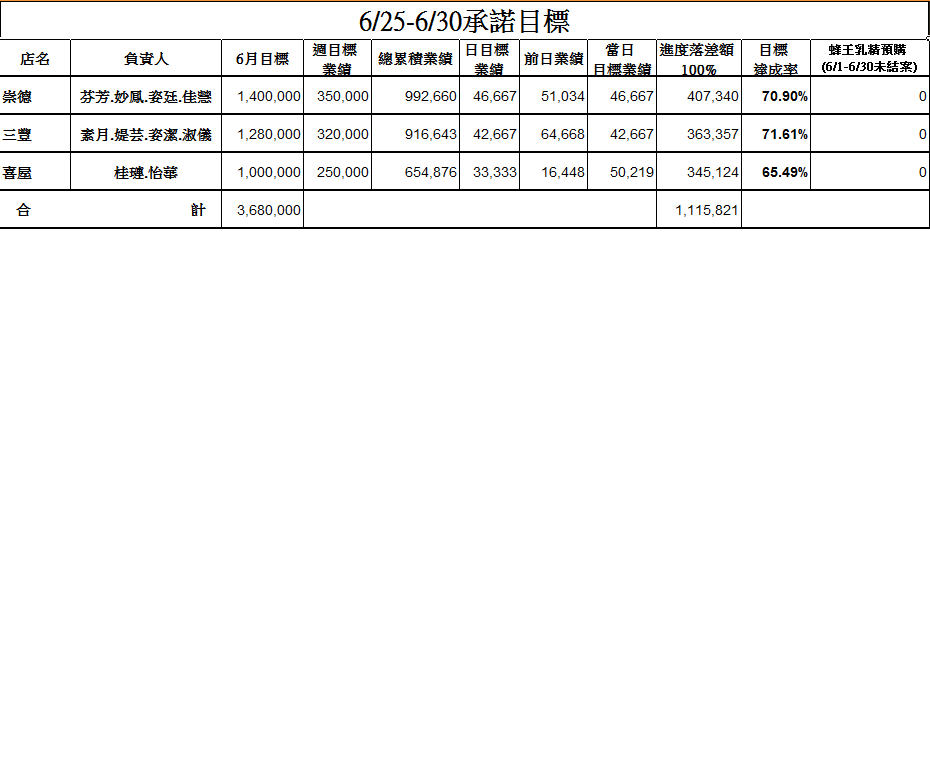 6/25-6/30承諾目標
店名 負責人 6月目標 週目標業績 總累積業績 日目標業績 前日業績 當日目標業績 進度落差額100% 目標達成率 蜂王乳精預購(6/1-6/30未結案)
崇德 芬芳.妙鳳.姿廷.佳慧 1,400,000 350,000 992,660 46,667 51,034 46,667 407,340 70.90% 0
三豐 素月.媞芸.姿潔.淑儀 1,280,000 320,000 916,643 42,667 64,668 42,667 363,357 71.61% 0
喜屋 桂瑭.怡華 1,000,000 250,000 654,876 33,333 16,448 50,219 345,124 65.49% 0
合 計 3,680,000 1,115,821